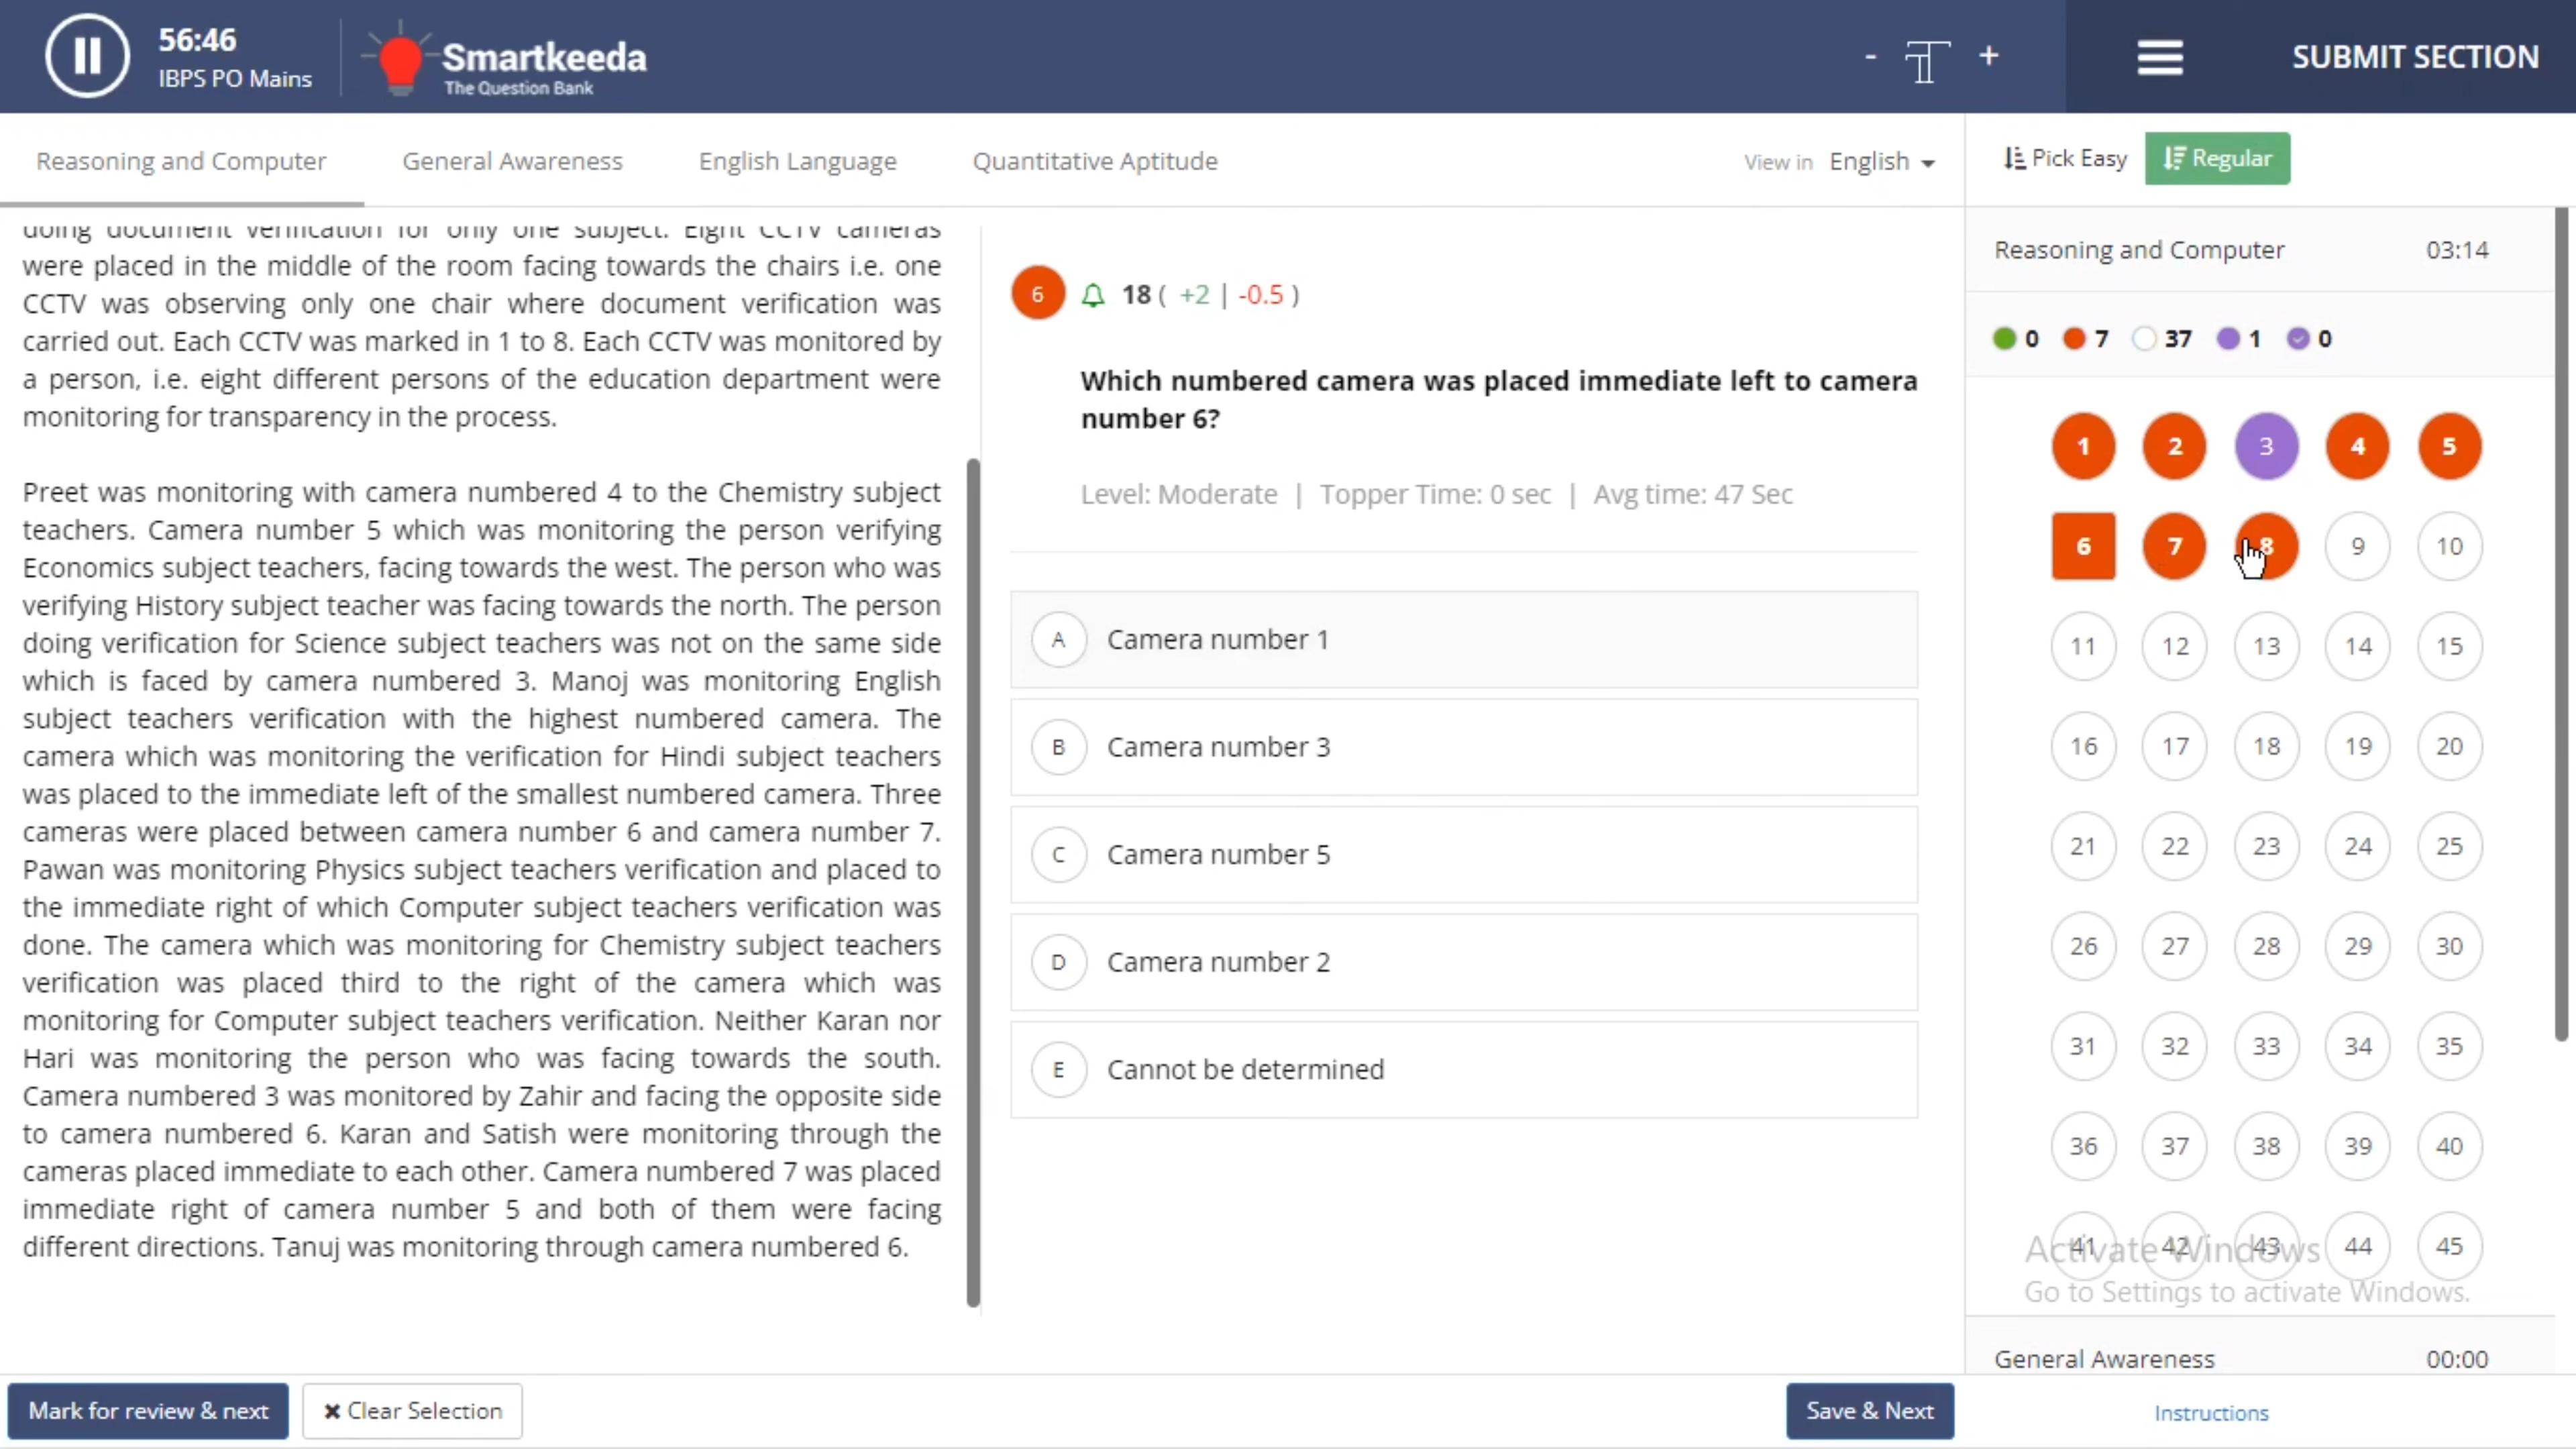 56:46
IBPS PO Mains
Smartkeeda
The Question Bank
- +
SUBMIT SECTION
Reasoning and Computer
General Awareness
English Language
Quantitative Aptitude
View in English
Pick Easy
Regular
doing document verification for only one subject. Eight CCTV cameras
were placed in the middle of the room facing towards the chairs i.e. one
CCTV was observing only one chair where document verification was
carried out. Each CCTV was marked in 1 to 8. Each CCTV was monitored by
a person, i.e. eight different persons of the education department were
monitoring for transparency in the process.
Preet was monitoring with camera numbered 4 to the Chemistry subject
teachers. Camera number 5 which was monitoring the person verifying
Economics subject teachers, facing towards the west. The person who was
verifying History subject teacher was facing towards the north. The person
doing verification for Science subject teachers was not on the same side
which is faced by camera numbered 3. Manoj was monitoring English
subject teachers verification with the highest numbered camera. The
camera which was monitoring the verification for Hindi subject teachers
was placed to the immediate left of the smallest numbered camera. Three
cameras were placed between camera number 6 and camera number 7.
Pawan was monitoring Physics subject teachers verification and placed to
the immediate right of which Computer subject teachers verification was
done. The camera which was monitoring for Chemistry subject teachers
verification was placed third to the right of the camera which was
monitoring for Computer subject teachers verification. Neither Karan nor
Hari was monitoring the person who was facing towards the south.
Camera numbered 3 was monitored by Zahir and facing the opposite side
to camera numbered 6. Karan and Satish were monitoring through the
cameras placed immediate to each other. Camera numbered 7 was placed
immediate right of camera number 5 and both of them were facing
different directions. Tanuj was monitoring through camera numbered 6.
6 18 ( +2 | -0.5 )
Which numbered camera was placed immediate left to camera
number 6?
Level: Moderate | Topper Time: 0 sec | Avg time: 47 Sec
A Camera number 1
B Camera number 3
C Camera number 5
D Camera number 2
E Cannot be determined
Reasoning and Computer 03:14
0 7 37 1 0
1 2 3 4 5
6 7 8 9 10
11 12 13 14 15
16 17 18 19 20
21 22 23 24 25
26 27 28 29 30
31 32 33 34 35
36 37 38 39 40
41 42 43 44 45
Activate Windows
Go to Settings to activate Windows.
General Awareness 00:00
Mark for review & next
Clear Selection
Save & Next
Instructions